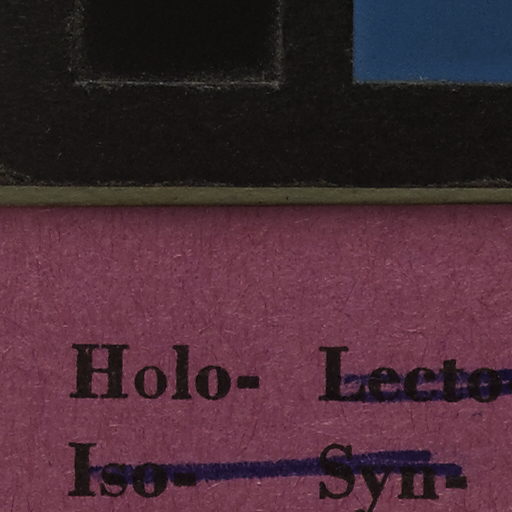 Holo- Lecto
Iso- Syn-